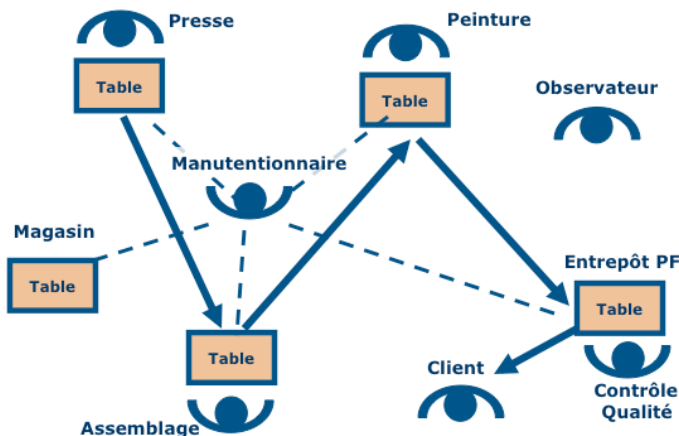 Presse
Peinture
Table
Table
Observateur
Manutentionnaire
Magasin
Table
Entrepôt PF
Table
Table
Client
Contrôle
Qualité
Assemblage